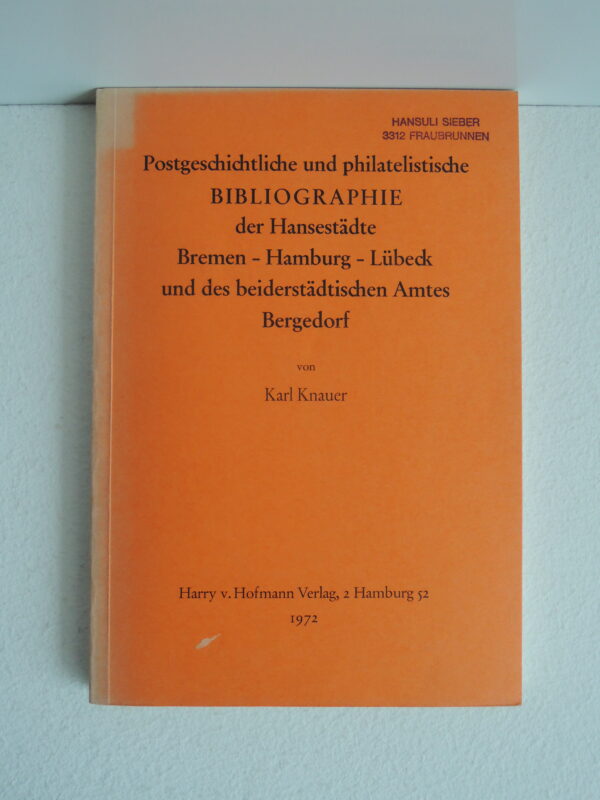 HANSULI SIEBER
3312 FRAUBRUNNEN
Postgeschichtliche und philatelistische
BIBLIOGRAPHIE
der Hansestädte
Bremen - Hamburg - Lübeck
und des beiderstädtischen Amtes
Bergedorf
von
Karl Knauer
Harry v. Hofmann Verlag, 2 Hamburg 52
1972